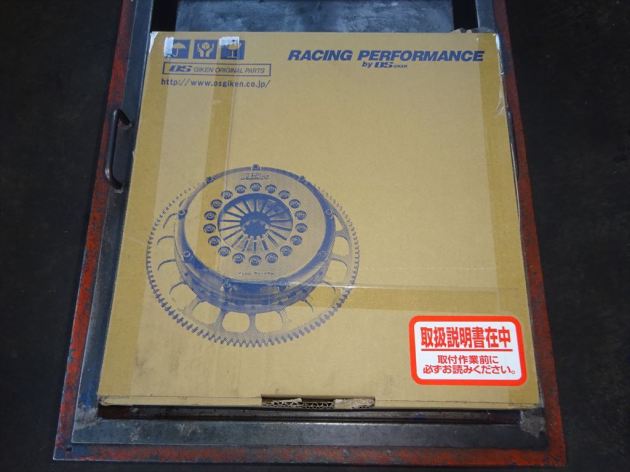 RACING PERFORMANCE
by OS GIKEN
OS GIKEN ORIGINAL PARTS
http://www.osgiken.co.jp/
取扱説明書在中
取付作業前に
必ずお読みください。